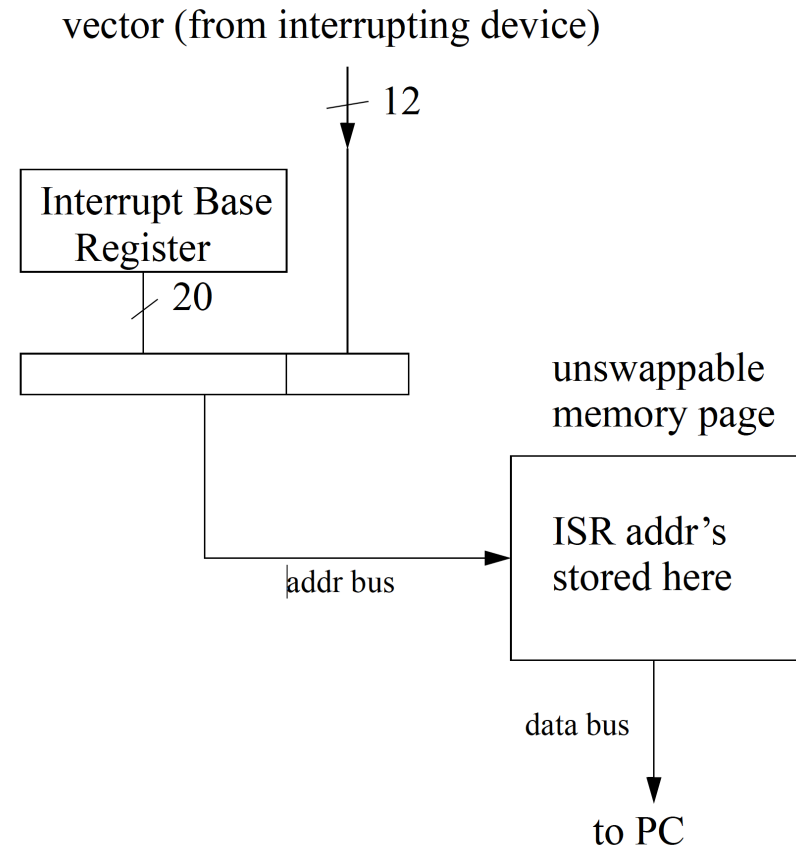 vector (from interrupting device)
12
Interrupt Base
Register
20
unswappable
memory page
ISR addr’s
stored here
addr bus
data bus
to PC